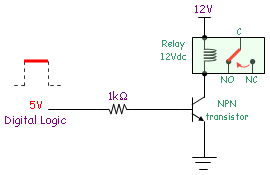 12V
Relay
12Vdc
C
NO
NC
1kΩ
5V
Digital Logic
NPN
transistor